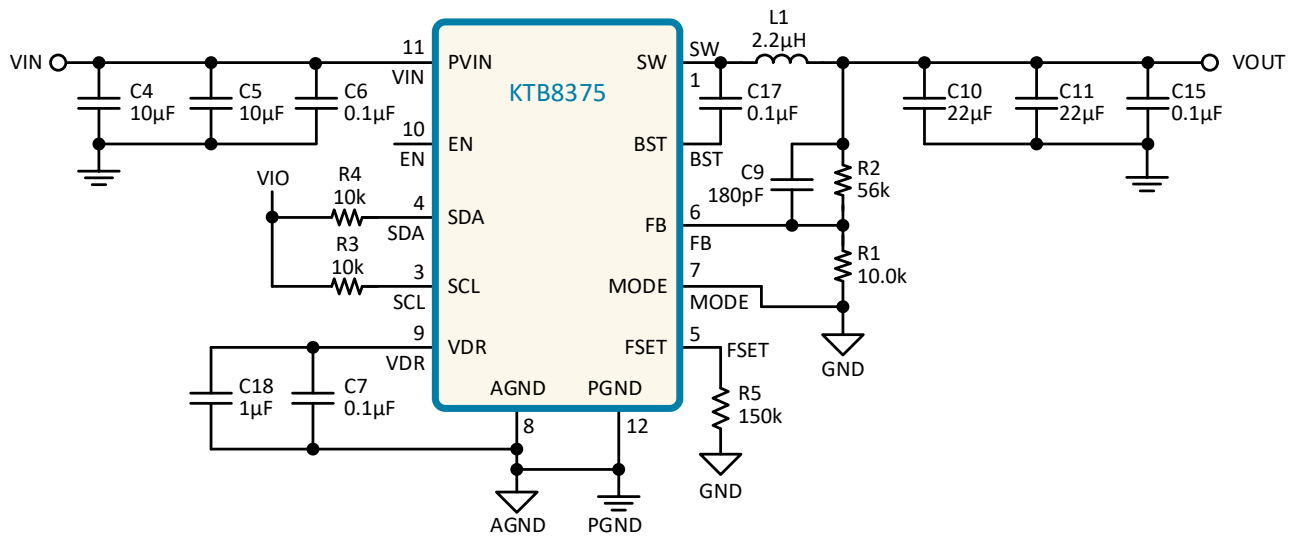 L1
2.2µH
VIN
11
PVIN
VIN
SW
SW
1
VOUT
KTB8375
C4
10µF
C5
10µF
C6
0.1µF
C17
0.1µF
C10
22µF
C11
22µF
C15
0.1µF
10
EN
EN
BST
BST
VIO
R4
10k
4
SDA
SDA
C9
180pF
R2
56k
6
FB
FB
R3
10k
3
SCL
SCL
7
MODE
MODE
R1
10.0k
9
VDR
VDR
FSET
5
FSET
GND
C18
1µF
C7
0.1µF
AGND
PGND
R5
150k
8
12
GND
AGND
PGND